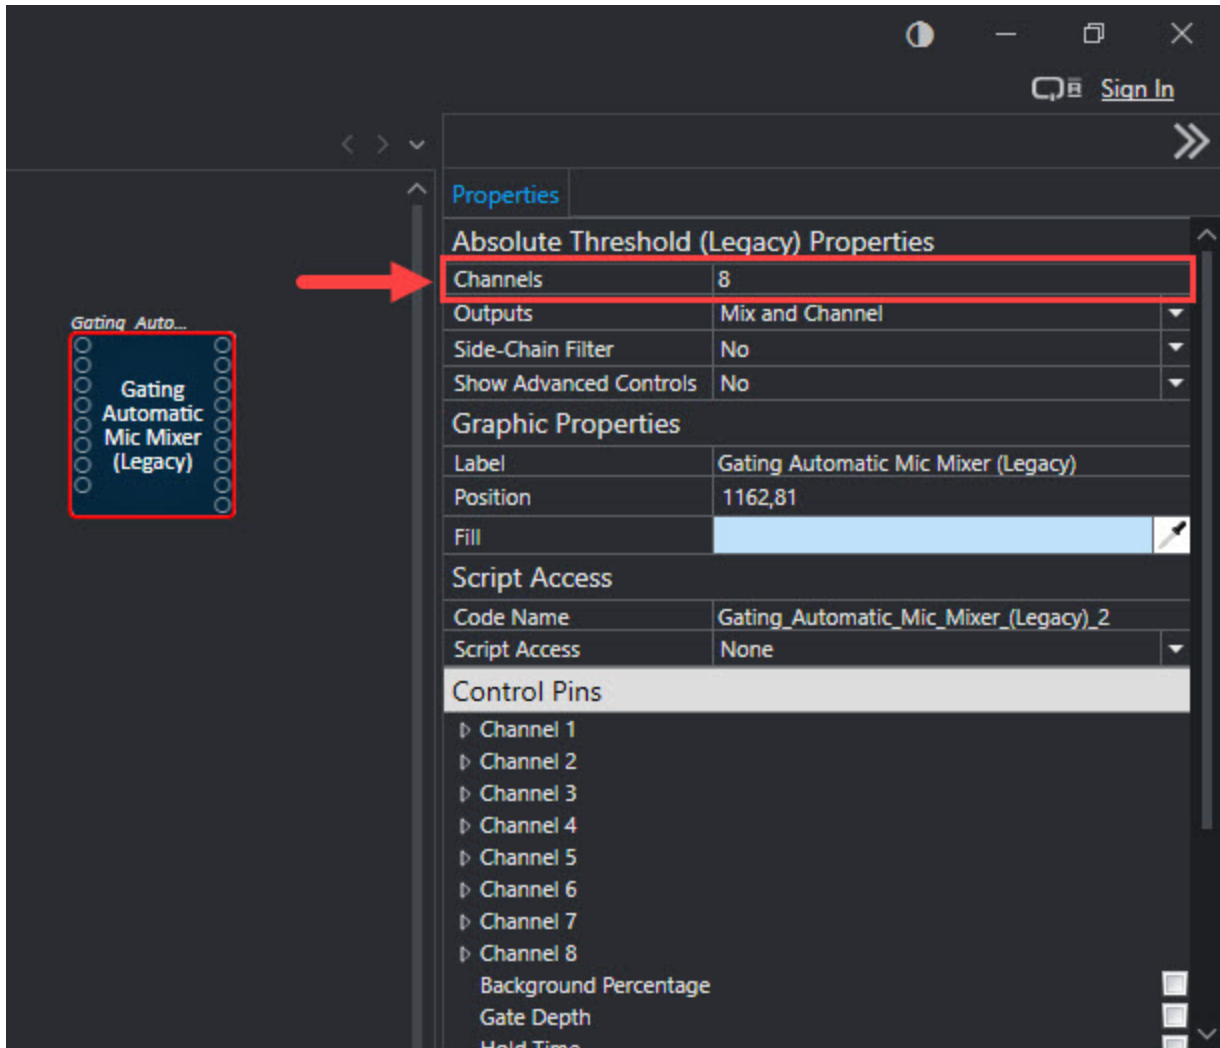 Sign In
Properties
Absolute Threshold (Legacy) Properties
Channels 8
Outputs Mix and Channel
Side-Chain Filter No
Show Advanced Controls No
Graphic Properties
Label Gating Automatic Mic Mixer (Legacy)
Position 1162,81
Fill
Script Access
Code Name Gating_Automatic_Mic_Mixer_(Legacy)_2
Script Access None
Control Pins
Channel 1
Channel 2
Channel 3
Channel 4
Channel 5
Channel 6
Channel 7
Channel 8
Background Percentage
Gate Depth
Hold Time
Gating Auto...
Gating
Automatic
Mic Mixer
(Legacy)